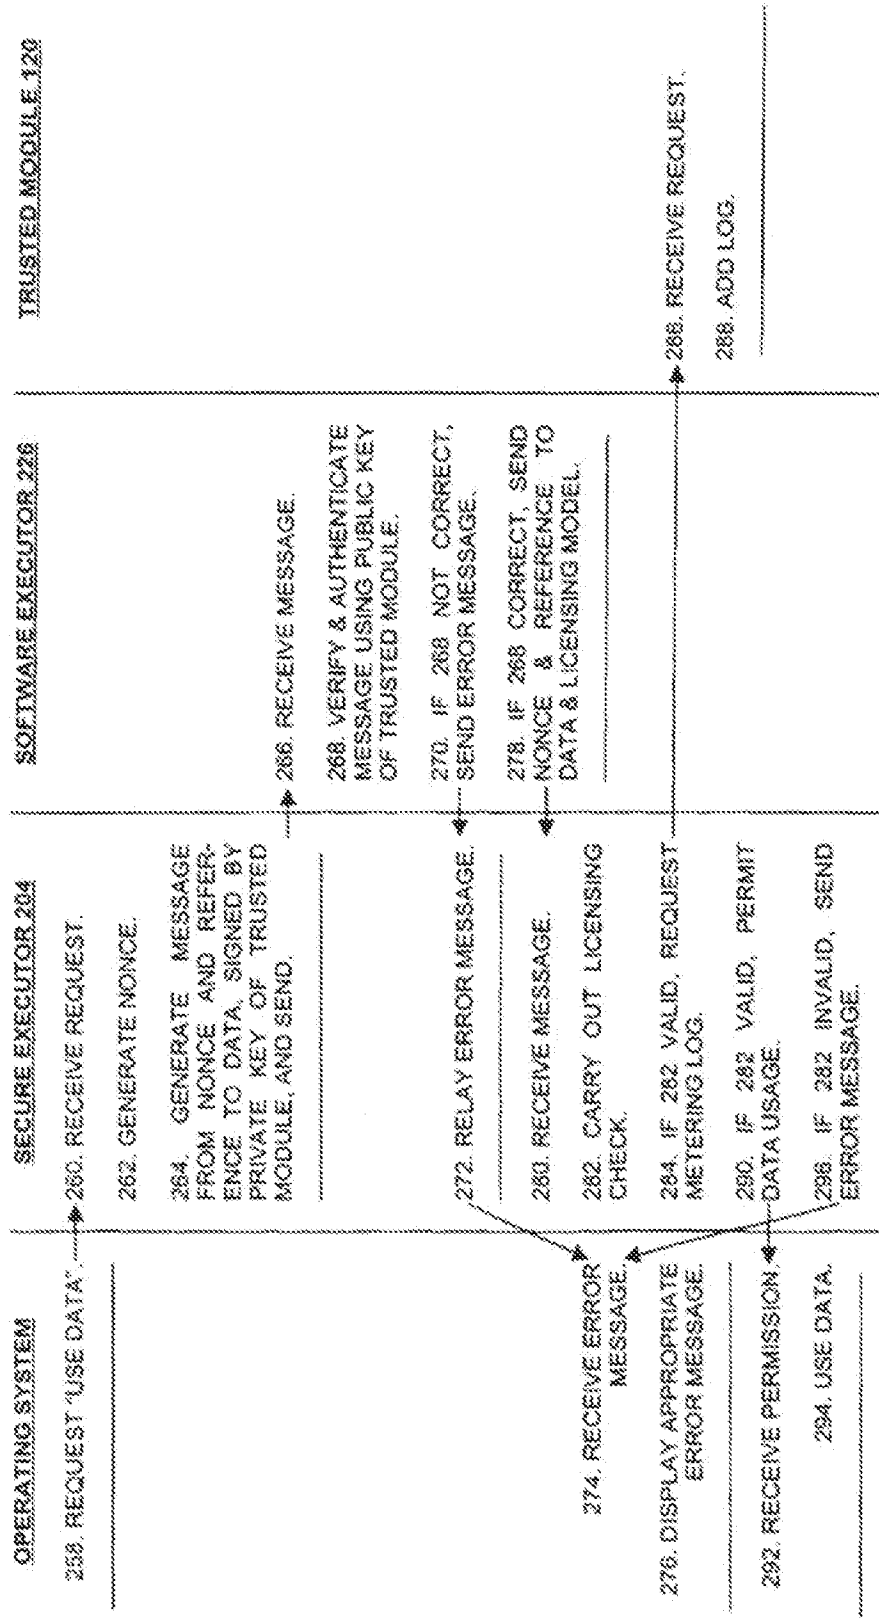 OPERATING SYSTEM
258. REQUEST "USE DATA".
274. RECEIVE ERROR
MESSAGE.
276. DISPLAY APPROPRIATE
ERROR MESSAGE.
292. RECEIVE PERMISSION.
294. USE DATA.
SECURE EXECUTOR 204
260. RECEIVE REQUEST.
262. GENERATE NONCE.
264. GENERATE MESSAGE
FROM NONCE AND REFER-
ENCE TO DATA, SIGNED BY
PRIVATE KEY OF TRUSTED
MODULE, AND SEND.
272. RELAY ERROR MESSAGE.
280. RECEIVE MESSAGE.
282. CARRY OUT LICENSING
CHECK.
284. IF 282 VALID, REQUEST
METERING LOG.
290. IF 282 VALID, PERMIT
DATA USAGE.
296. IF 282 INVALID, SEND
ERROR MESSAGE.
SOFTWARE EXECUTOR 226
266. RECEIVE MESSAGE.
268. VERIFY & AUTHENTICATE
MESSAGE USING PUBLIC KEY
OF TRUSTED MODULE.
270. IF 268 NOT CORRECT,
SEND ERROR MESSAGE.
278. IF 268 CORRECT, SEND
NONCE & REFERENCE TO
DATA & LICENSING MODEL.
TRUSTED MODULE 120
286. RECEIVE REQUEST.
288. ADD LOG.